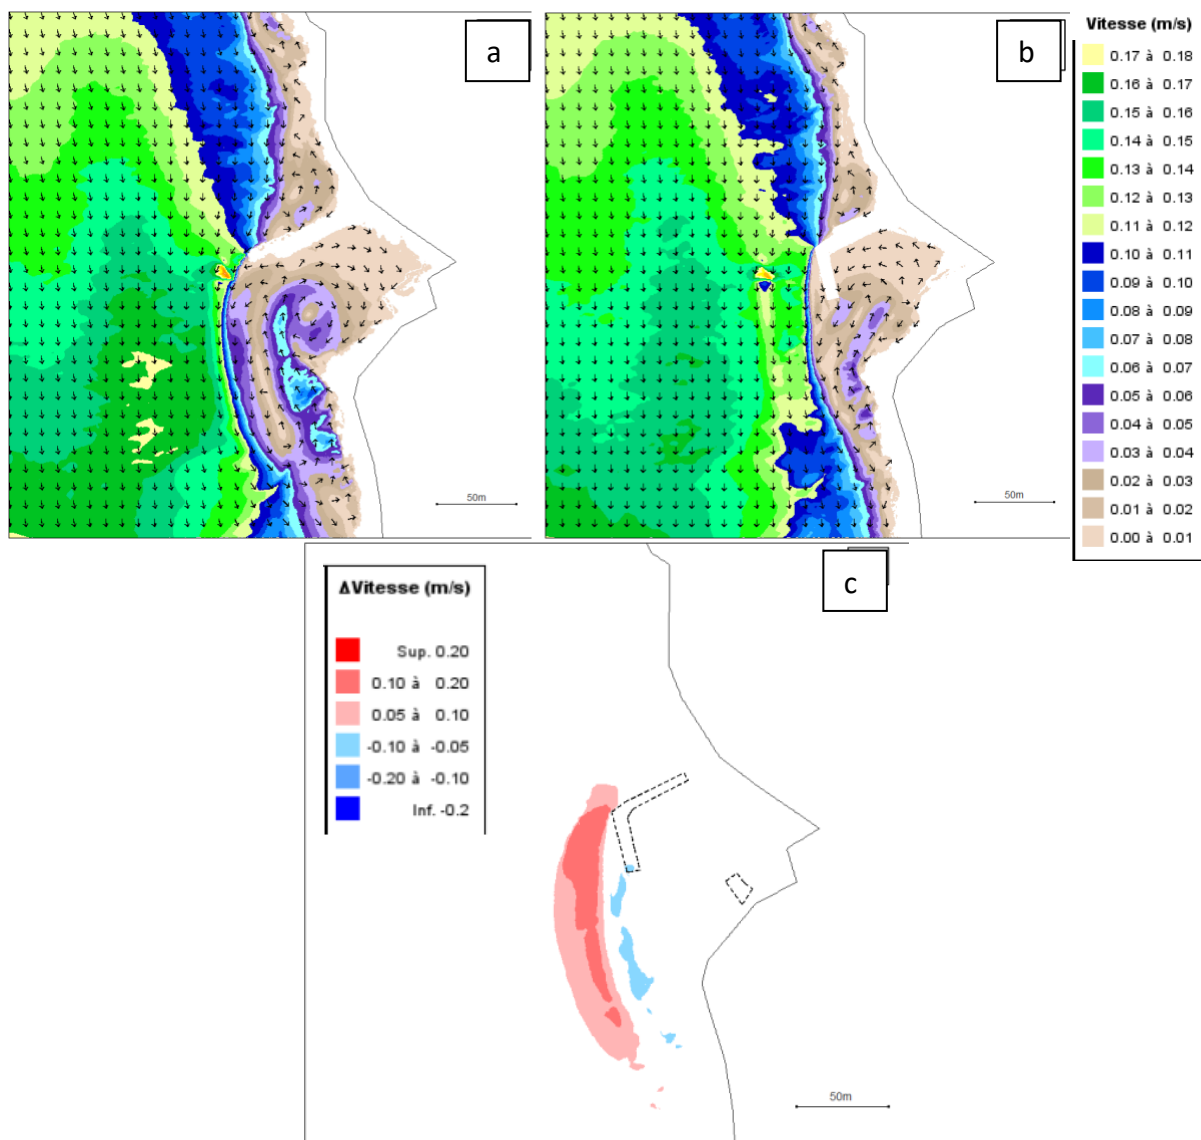 a
b
Vitesse (m/s)
0.17 à 0.18
0.16 à 0.17
0.15 à 0.16
0.14 à 0.15
0.13 à 0.14
0.12 à 0.13
0.11 à 0.12
0.10 à 0.11
0.09 à 0.10
0.08 à 0.09
0.07 à 0.08
0.06 à 0.07
0.05 à 0.06
0.04 à 0.05
0.03 à 0.04
0.02 à 0.03
0.01 à 0.02
0.00 à 0.01
50m
50m
c
ΔVitesse (m/s)
Sup. 0.20
0.10 à 0.20
0.05 à 0.10
-0.10 à -0.05
-0.20 à -0.10
Inf. -0.2
50m